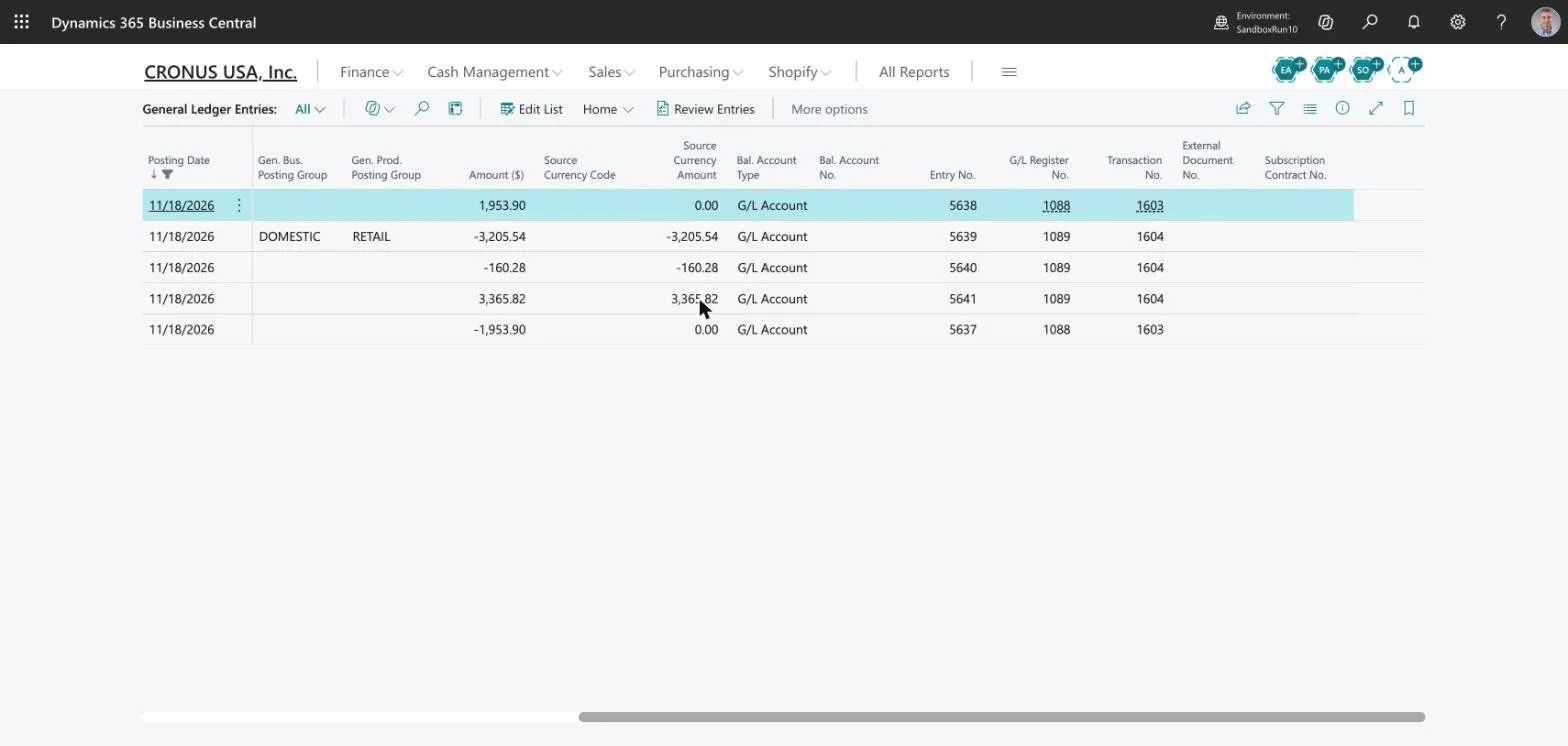 Dynamics 365 Business Central
Environment:
SandboxRun10
?
CRONUS USA, Inc. Finance Cash Management Sales Purchasing Shopify All Reports
EA PA SO A
General Ledger Entries: All Edit List Home Review Entries More options
Posting Date Gen. Bus. Posting Group Gen. Prod. Posting Group Amount ($) Source Currency Code Source Currency Amount Bal. Account Type Bal. Account No. Entry No. G/L Register No. Transaction No. External Document No. Subscription Contract No.
11/18/2026 1,953.90 0.00 G/L Account 5638 1088 1603
11/18/2026 DOMESTIC RETAIL -3,205.54 -3,205.54 G/L Account 5639 1089 1604
11/18/2026 -160.28 -160.28 G/L Account 5640 1089 1604
11/18/2026 3,365.82 3,365.82 G/L Account 5641 1089 1604
11/18/2026 -1,953.90 0.00 G/L Account 5637 1088 1603